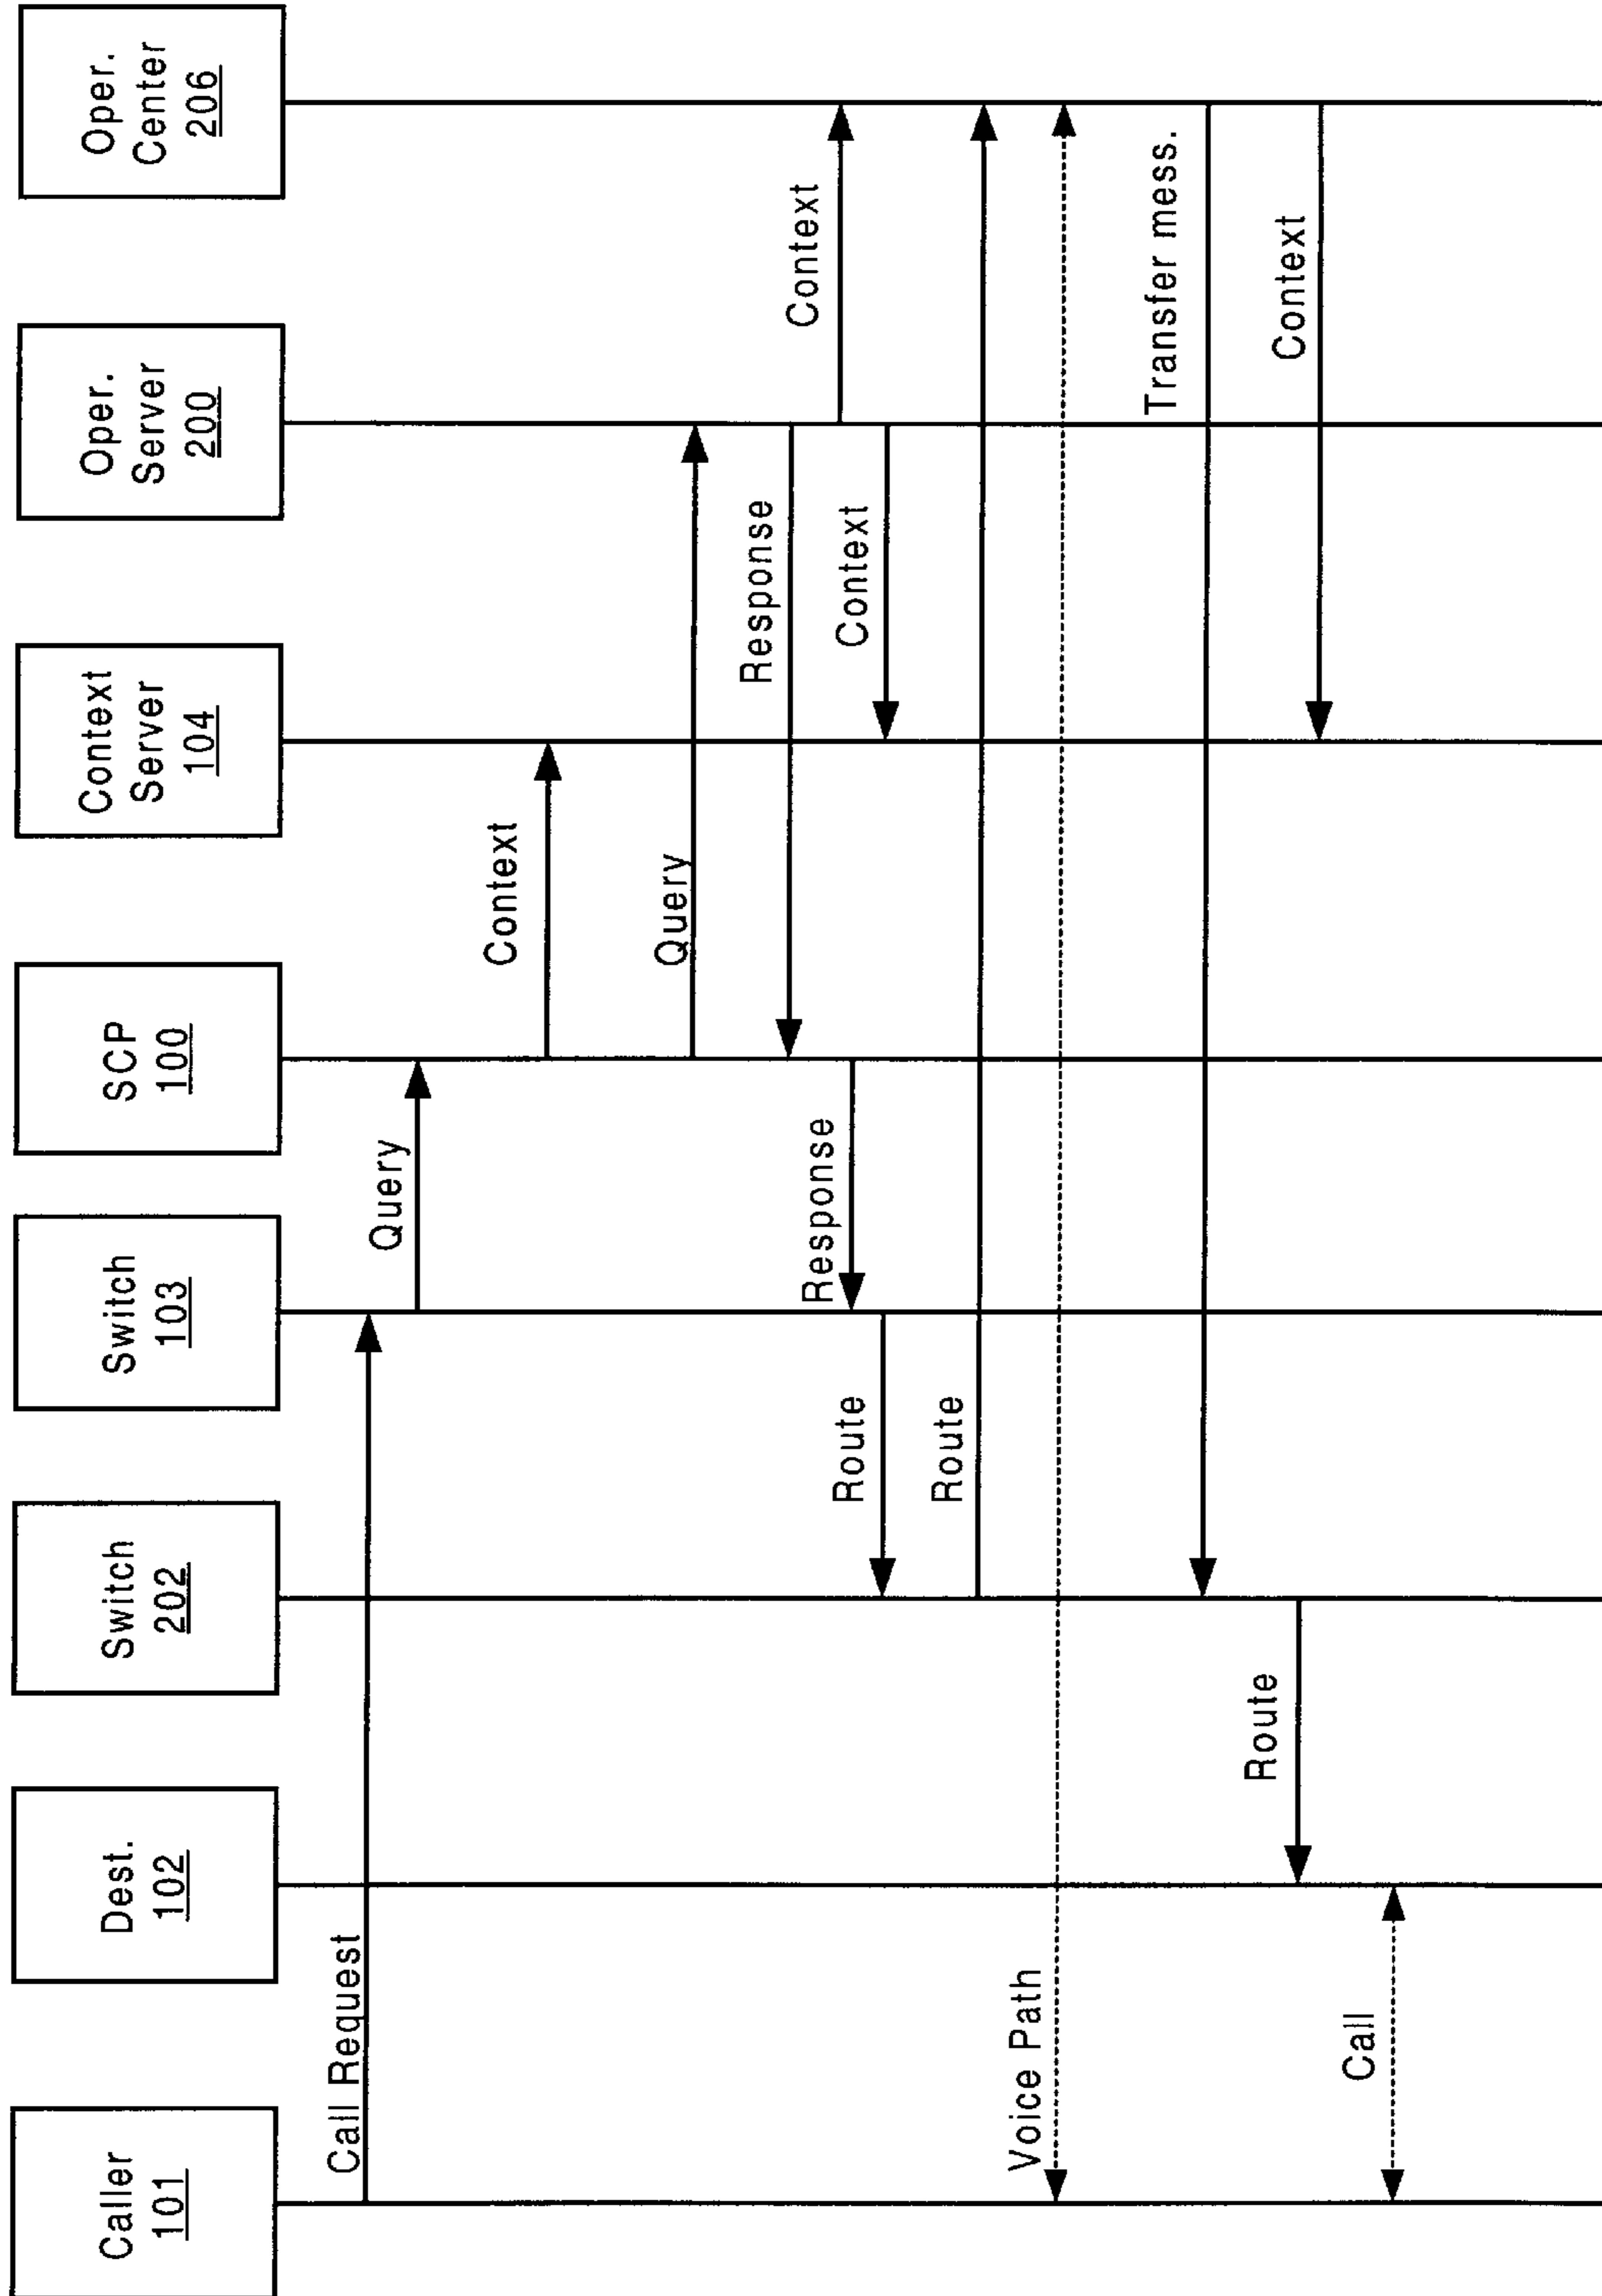 Caller
101
Dest.
102
Switch
202
Switch
103
SCP
100
Context
Server
104
Oper.
Server
200
Oper.
Center
206
Call Request
Query
Context
Query
Response
Context
Response
Context
Route
Route
Voice Path
Transfer mess.
Route
Context
Call